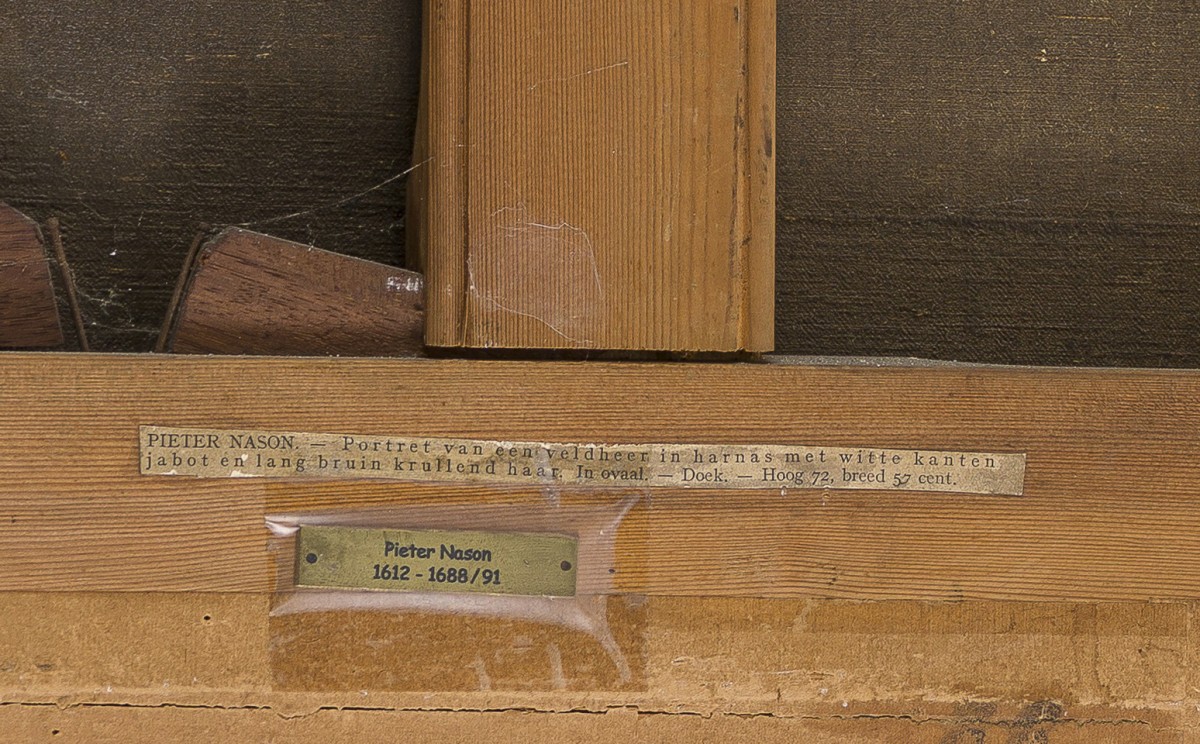 PIETER NASON. — Portret van een veldheer in harnas met witte kanten
jabot en lang bruin krullend haar. In ovaal. — Doek. — Hoog 72, breed 57 cent.
Pieter Nason
1612 - 1688/91